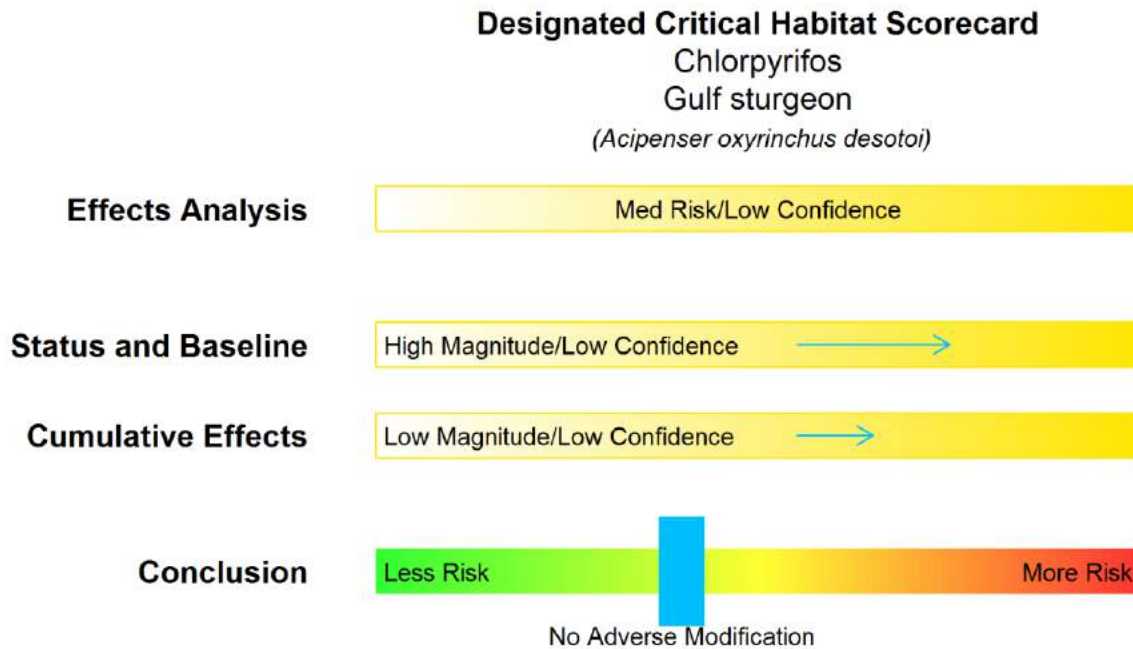 Designated Critical Habitat Scorecard
Chlorpyrifos
Gulf sturgeon
(Acipenser oxyrinchus desotoi)
Effects Analysis
Med Risk/Low Confidence
Status and Baseline
High Magnitude/Low Confidence
Cumulative Effects
Low Magnitude/Low Confidence
Conclusion
Less Risk
More Risk
No Adverse Modification